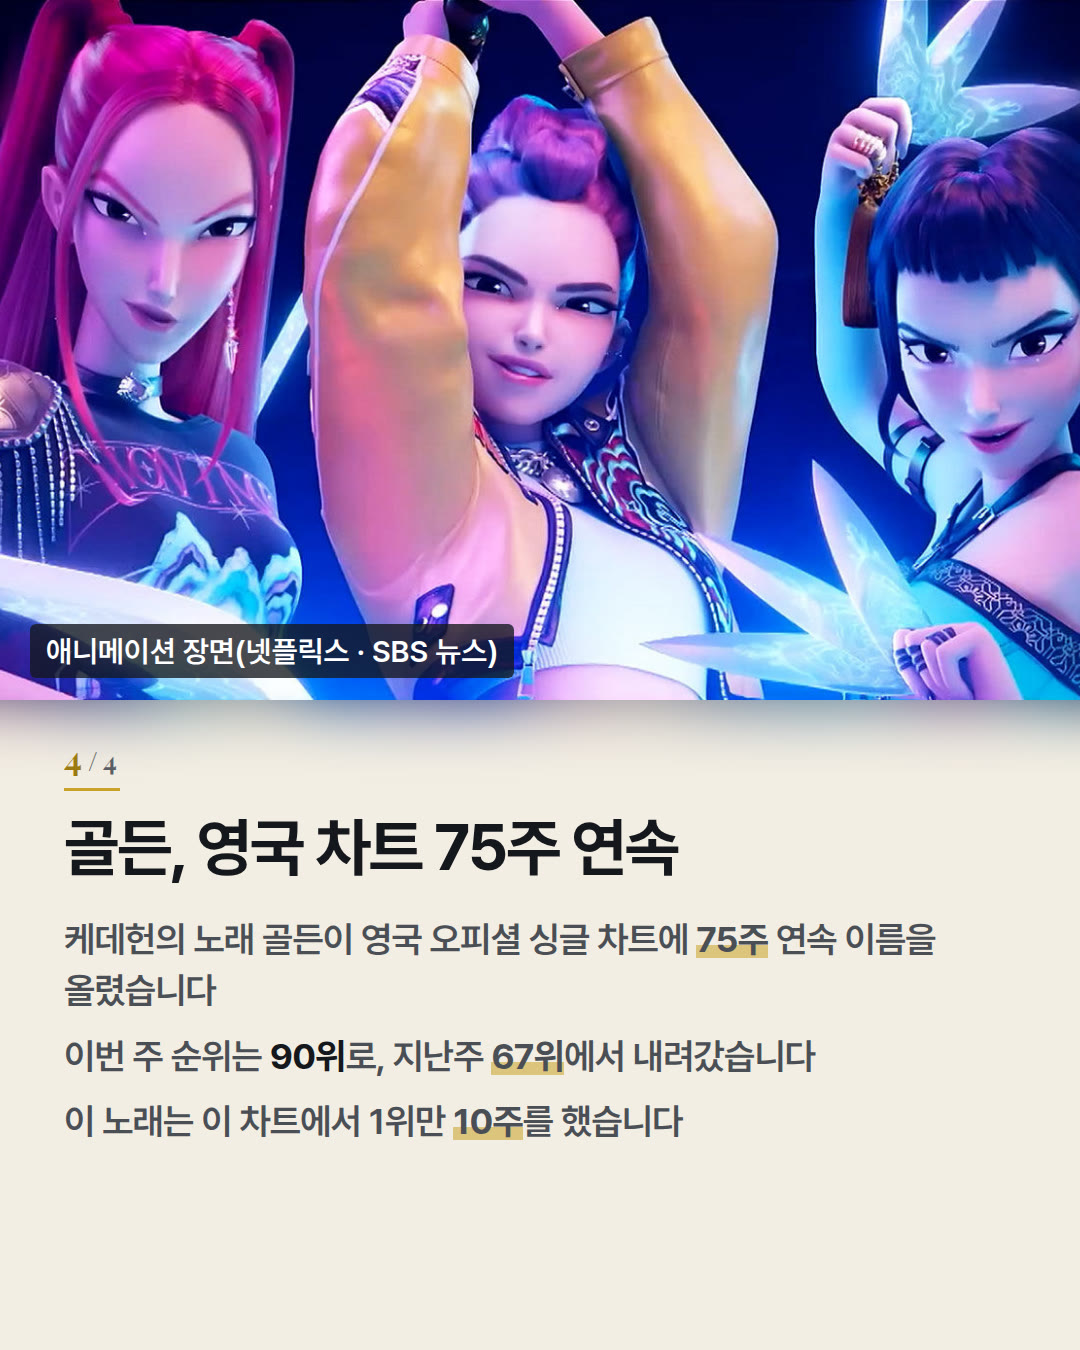 애니메이션 장면(넷플릭스 · SBS 뉴스)
4 / 4
골든, 영국 차트 75주 연속
케데헌의 노래 골든이 영국 오피셜 싱글 차트에 75주 연속 이름을
올렸습니다
이번 주 순위는 90위로, 지난주 67위에서 내려갔습니다
이 노래는 이 차트에서 1위만 10주를 했습니다